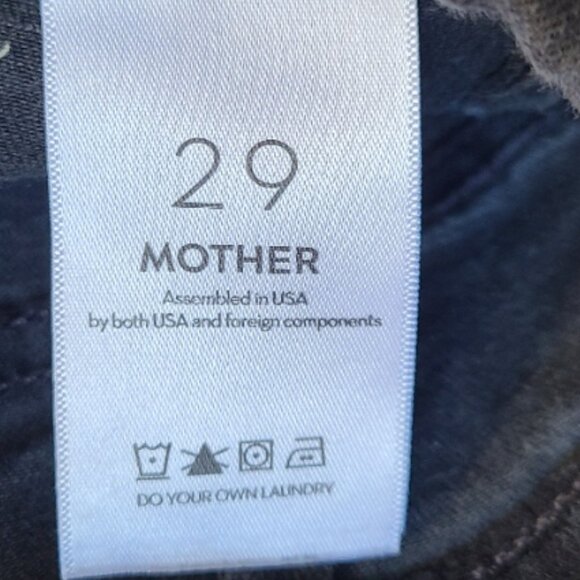 29
MOTHER
Assembled in USA
by both USA and foreign components
DO YOUR OWN LAUNDRY